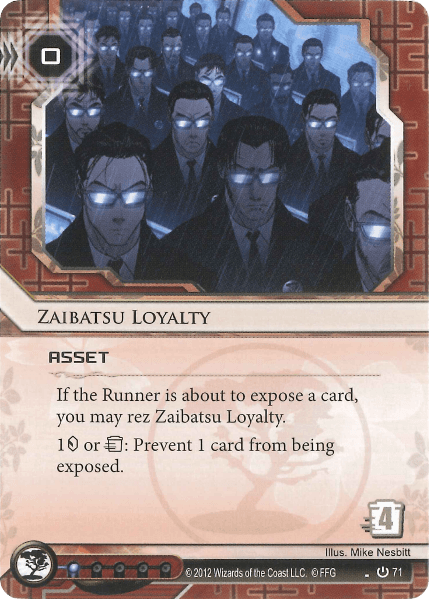 0
ZAIBATSU LOYALTY
ASSET
If the Runner is about to expose a card,
you may rez Zaibatsu Loyalty.
1 or : Prevent 1 card from being
exposed.
4
Illus. Mike Nesbitt
© 2012 Wizards of the Coast LLC. © FFG
71